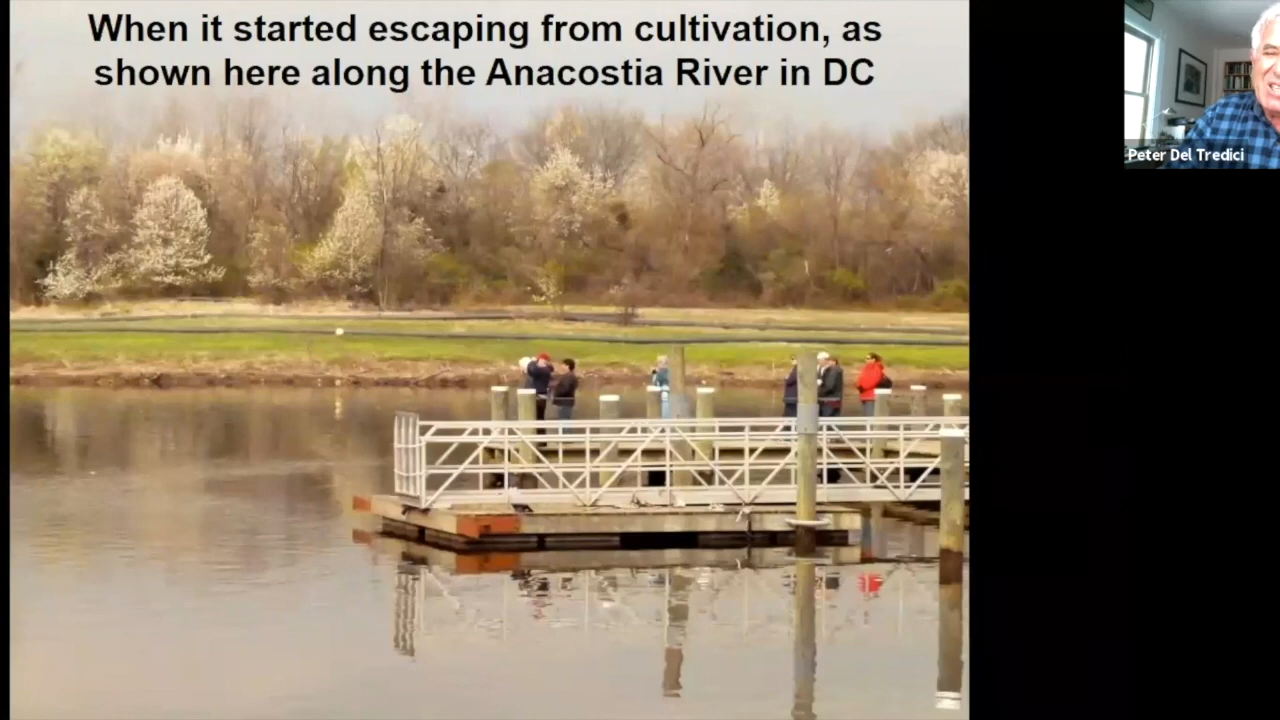 When it started escaping from cultivation, as
shown here along the Anacostia River in DC
Peter Del Tredici